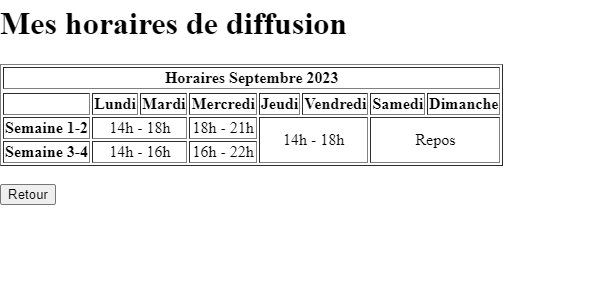 Mes horaires de diffusion
Horaires Septembre 2023
Lundi Mardi Mercredi Jeudi Vendredi Samedi Dimanche
Semaine 1-2 14h - 18h 18h - 21h 14h - 18h Repos
Semaine 3-4 14h - 16h 16h - 22h
Retour